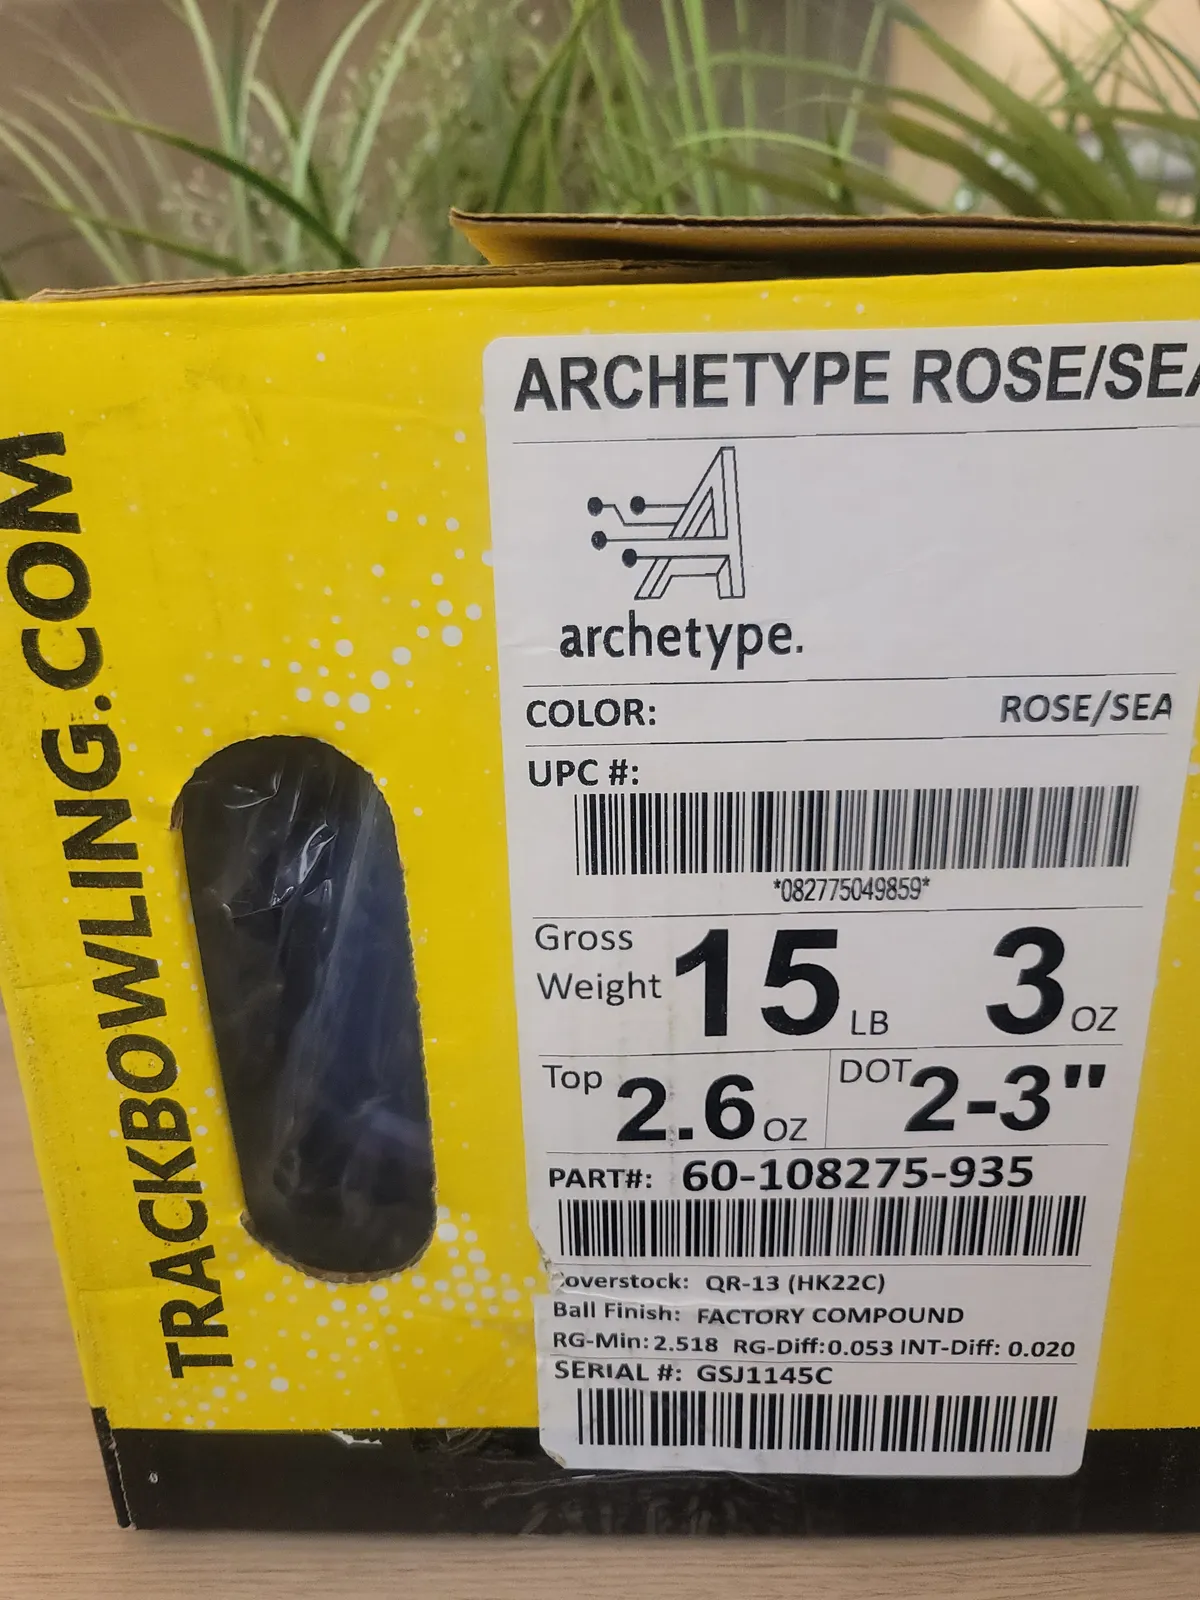 TRACKBOWLING.COM
ARCHETYPE ROSE/SEA
archetype.
COLOR: ROSE/SEA
UPC #:
*082775049859*
Gross Weight 15 LB 3 OZ
Top 2.6 OZ DOT 2-3"
PART#: 60-108275-935
overstock: QR-13 (HK22C)
Ball Finish: FACTORY COMPOUND
RG-Min: 2.518 RG-Diff: 0.053 INT-Diff: 0.020
SERIAL #: GSJ1145C